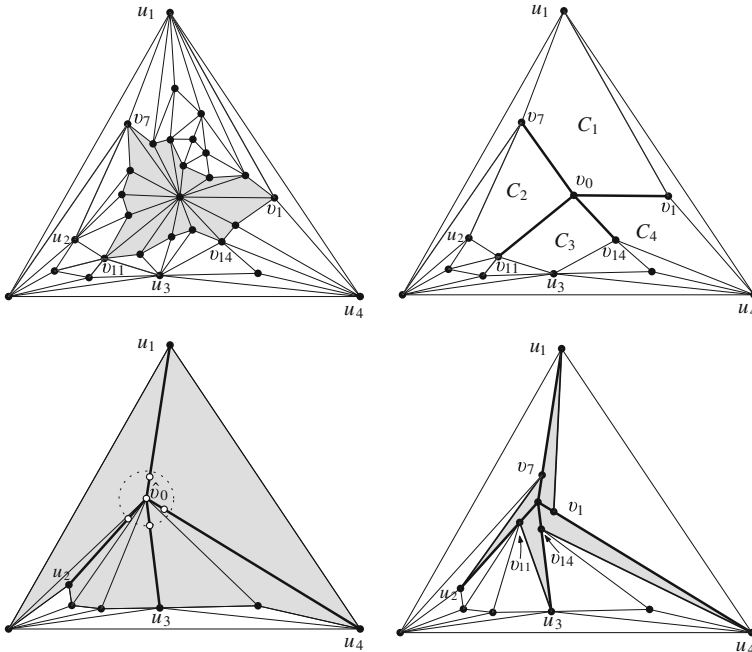 u₁
v₇
v₁
u₂
v₁₁
v₁₄
u₃
u₄
u₁
v₇
C₁
v₀
C₂
v₁
u₂
C₃
C₄
v₁₁
v₁₄
u₃
u₄
u₁
v̂₀
u₂
u₃
u₄
u₁
v₇
v₁
v₁₁
v₁₄
u₂
u₃
u₄